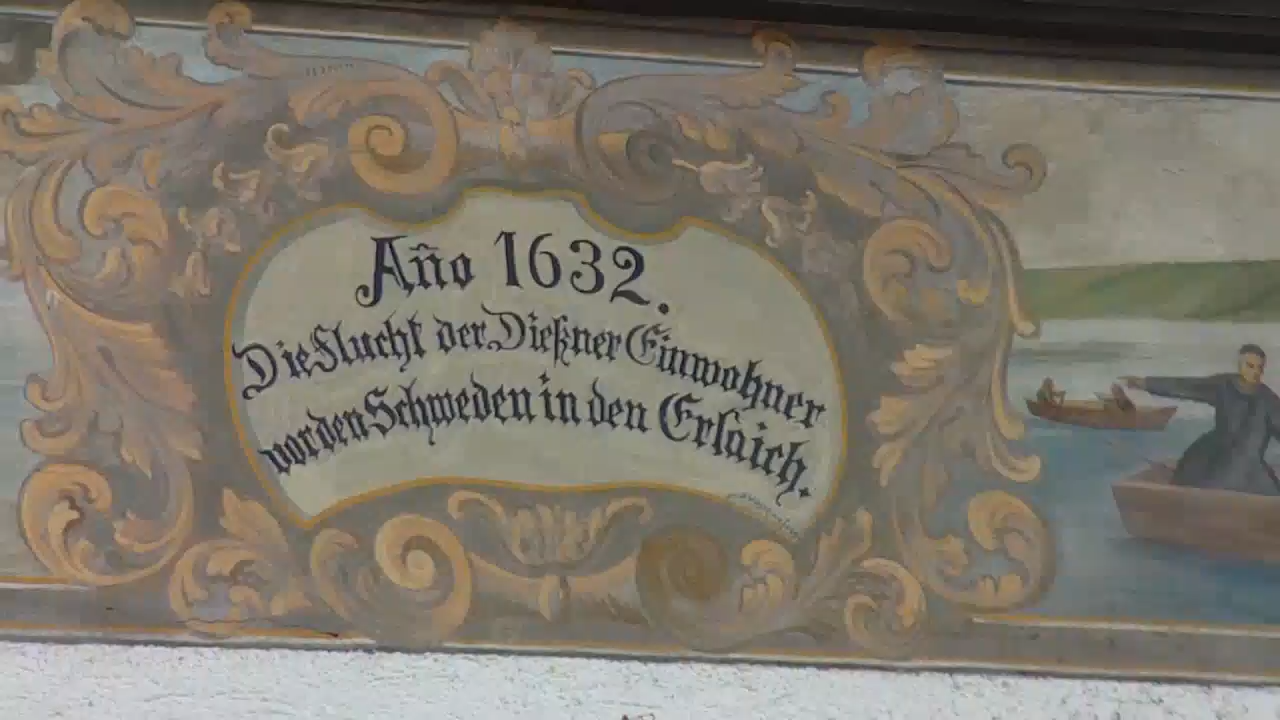 Año 1632.
Die Flucht der Dießner Einwohner
vor den Schweden in den Erlaich.